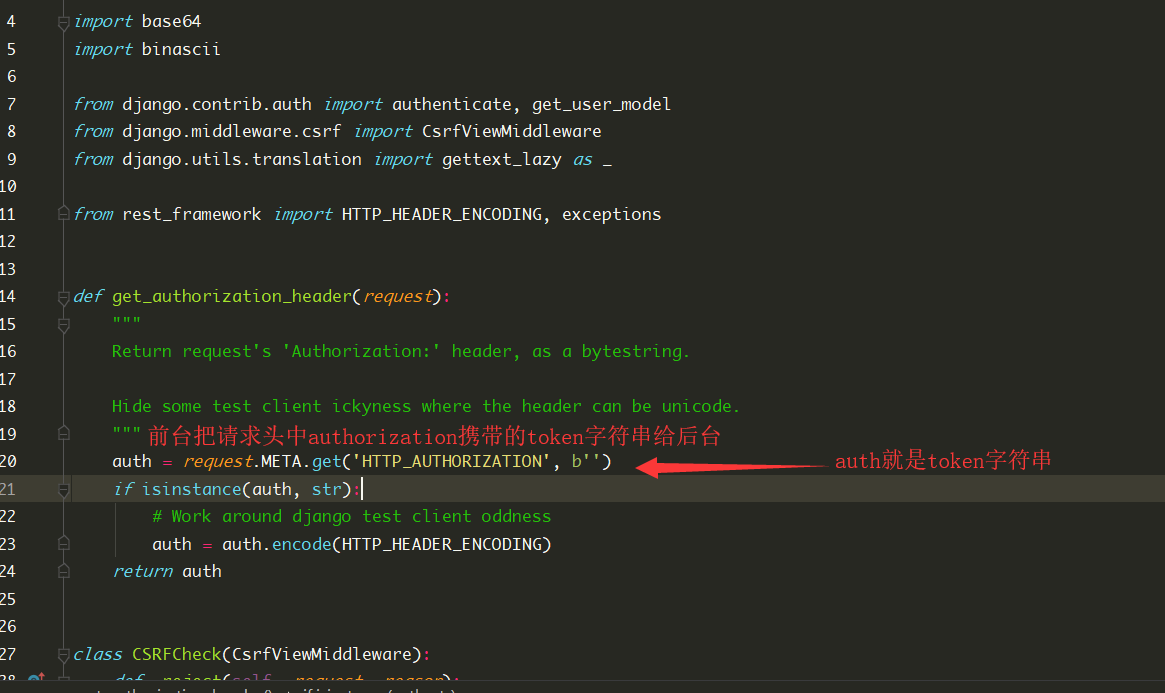 4 import base64
5 import binascii
6
7 from django.contrib.auth import authenticate, get_user_model
8 from django.middleware.csrf import CsrfViewMiddleware
9 from django.utils.translation import gettext_lazy as _
10
11 from rest_framework import HTTP_HEADER_ENCODING, exceptions
12
13
14 def get_authorization_header(request):
15 """
16 Return request's 'Authorization:' header, as a bytestring.
17
18 Hide some test client ickyness where the header can be unicode.
19 """ 前台把请求头中authorization携带的token字符串给后台
20 auth = request.META.get('HTTP_AUTHORIZATION', b'') auth就是token字符串
21 if isinstance(auth, str):
22 # Work around django test client oddness
23 auth = auth.encode(HTTP_HEADER_ENCODING)
24 return auth
25
26
27 class CSRFCheck(CsrfViewMiddleware):
28 def _reject(self, request, reason):